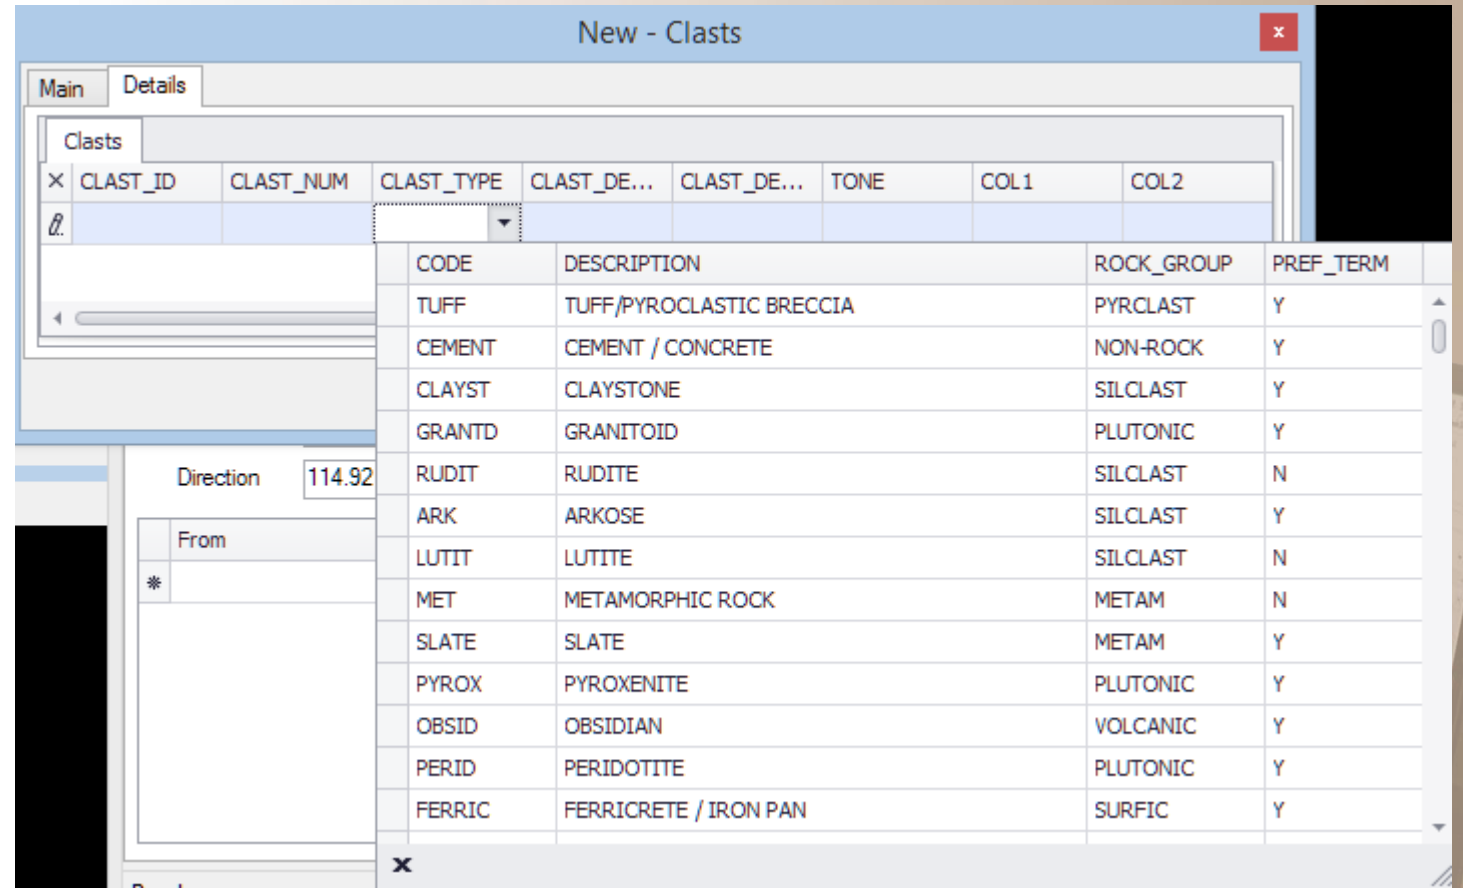 New - Clasts
x
Main Details
Clasts
CLAST_ID CLAST_NUM CLAST_TYPE CLAST_DE... CLAST_DE... TONE COL1 COL2
CODE DESCRIPTION ROCK_GROUP PREF_TERM
TUFF TUFF/PYROCLASTIC BRECCIA PYRCLAST Y
CEMENT CEMENT / CONCRETE NON-ROCK Y
CLAYST CLAYSTONE SILCLAST Y
GRANTD GRANITOID PLUTONIC Y
Direction 114.92 RUDIT RUDITE SILCLAST N
ARK ARKOSE SILCLAST Y
From
LUTIT LUTITE SILCLAST N
MET METAMORPHIC ROCK METAM N
SLATE SLATE METAM Y
PYROX PYROXENITE PLUTONIC Y
OBSID OBSIDIAN VOLCANIC Y
PERID PERIDOTITE PLUTONIC Y
FERRIC FERRICRETE / IRON PAN SURFIC Y
x